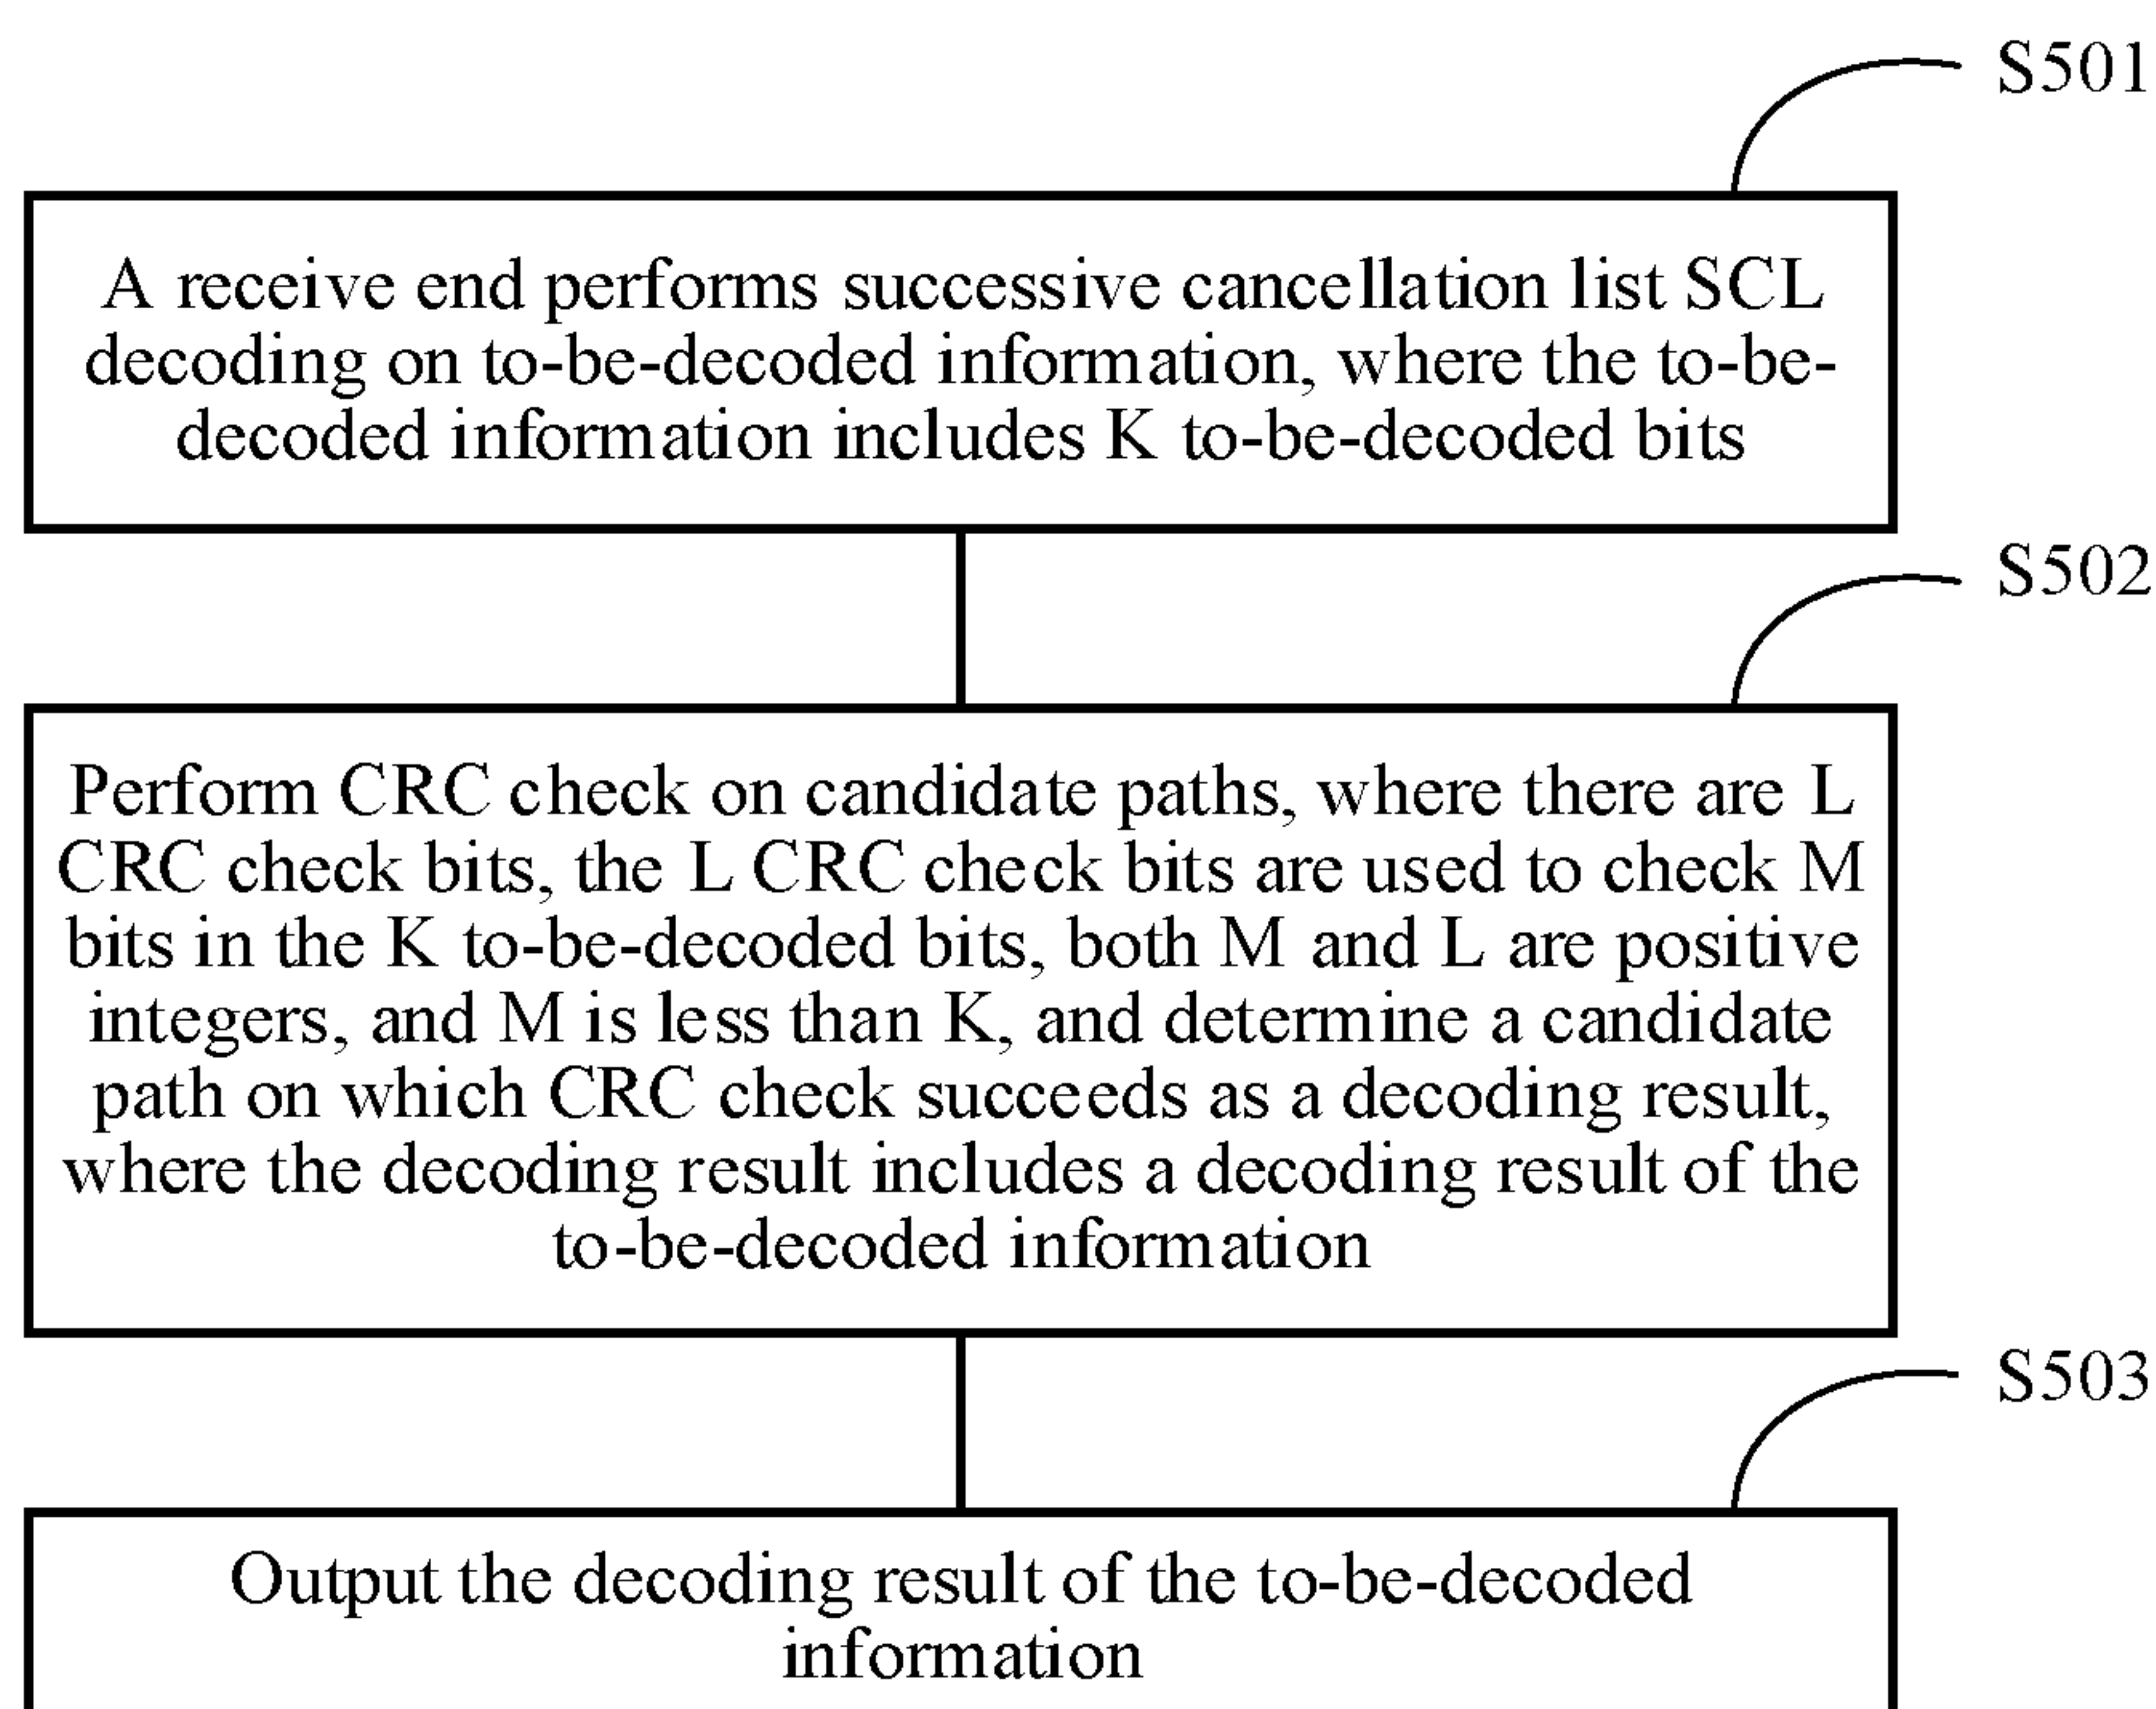 S501
A receive end performs successive cancellation list SCL
decoding on to-be-decoded information, where the to-be-
decoded information includes K to-be-decoded bits
S502
Perform CRC check on candidate paths, where there are L
CRC check bits, the L CRC check bits are used to check M
bits in the K to-be-decoded bits, both M and L are positive
integers, and M is less than K, and determine a candidate
path on which CRC check succeeds as a decoding result,
where the decoding result includes a decoding result of the
to-be-decoded information
S503
Output the decoding result of the to-be-decoded
information